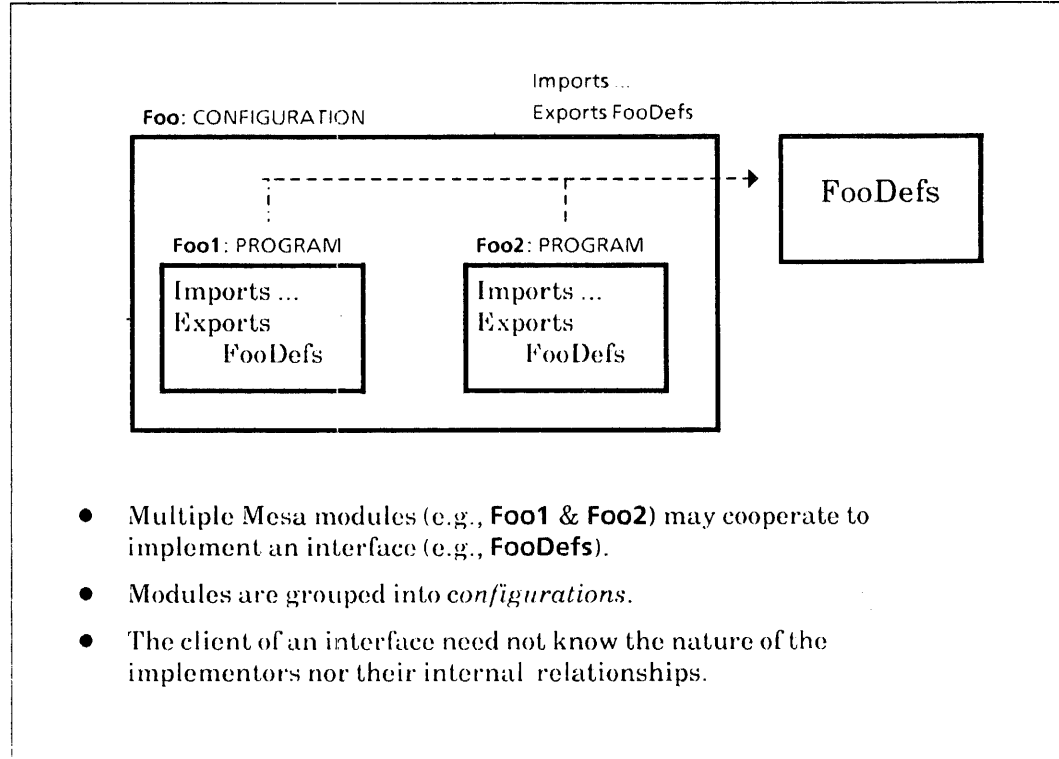 Imports ...
Exports FooDefs
Foo: CONFIGURATION
FooDefs
Foo1: PROGRAM
Foo2: PROGRAM
Imports ...
Exports
FooDefs
Imports ...
Exports
FooDefs
● Multiple Mesa modules (e.g., Foo1 & Foo2) may cooperate to
implement an interface (e.g., FooDefs).
● Modules are grouped into configurations.
● The client of an interface need not know the nature of the
implementors nor their internal relationships.